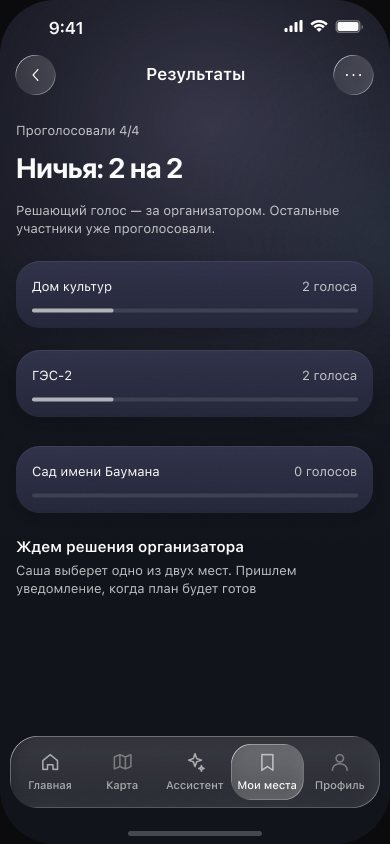 9:41
Результаты
Проголосовали 4/4
Ничья: 2 на 2
Решающий голос — за организатором. Остальные
участники уже проголосовали.
Дом культур 2 голоса
ГЭС-2 2 голоса
Сад имени Баумана 0 голосов
Ждем решения организатора
Саша выберет одно из двух мест. Пришлем
уведомление, когда план будет готов
Главная Карта Ассистент Мои места Профиль